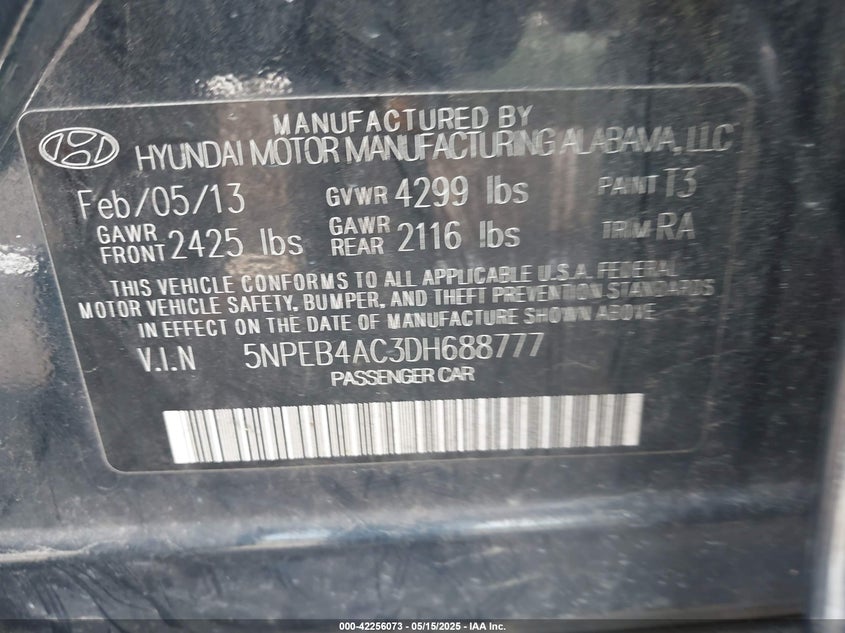 MANUFACTURED BY
HYUNDAI MOTOR MANUFACTURING ALABAMA, LLC
Feb/05/13 GVWR 4299 lbs PAINT T3
GAWR FRONT 2425 lbs GAWR REAR 2116 lbs TRIM RA
THIS VEHICLE CONFORMS TO ALL APPLICABLE U.S.A. FEDERAL
MOTOR VEHICLE SAFETY, BUMPER, AND THEFT PREVENTION STANDARDS
IN EFFECT ON THE DATE OF MANUFACTURE SHOWN ABOVE
V.I.N 5NPEB4AC3DH688777
PASSENGER CAR
000-42256073 - 05/15/2025 - IAA Inc.